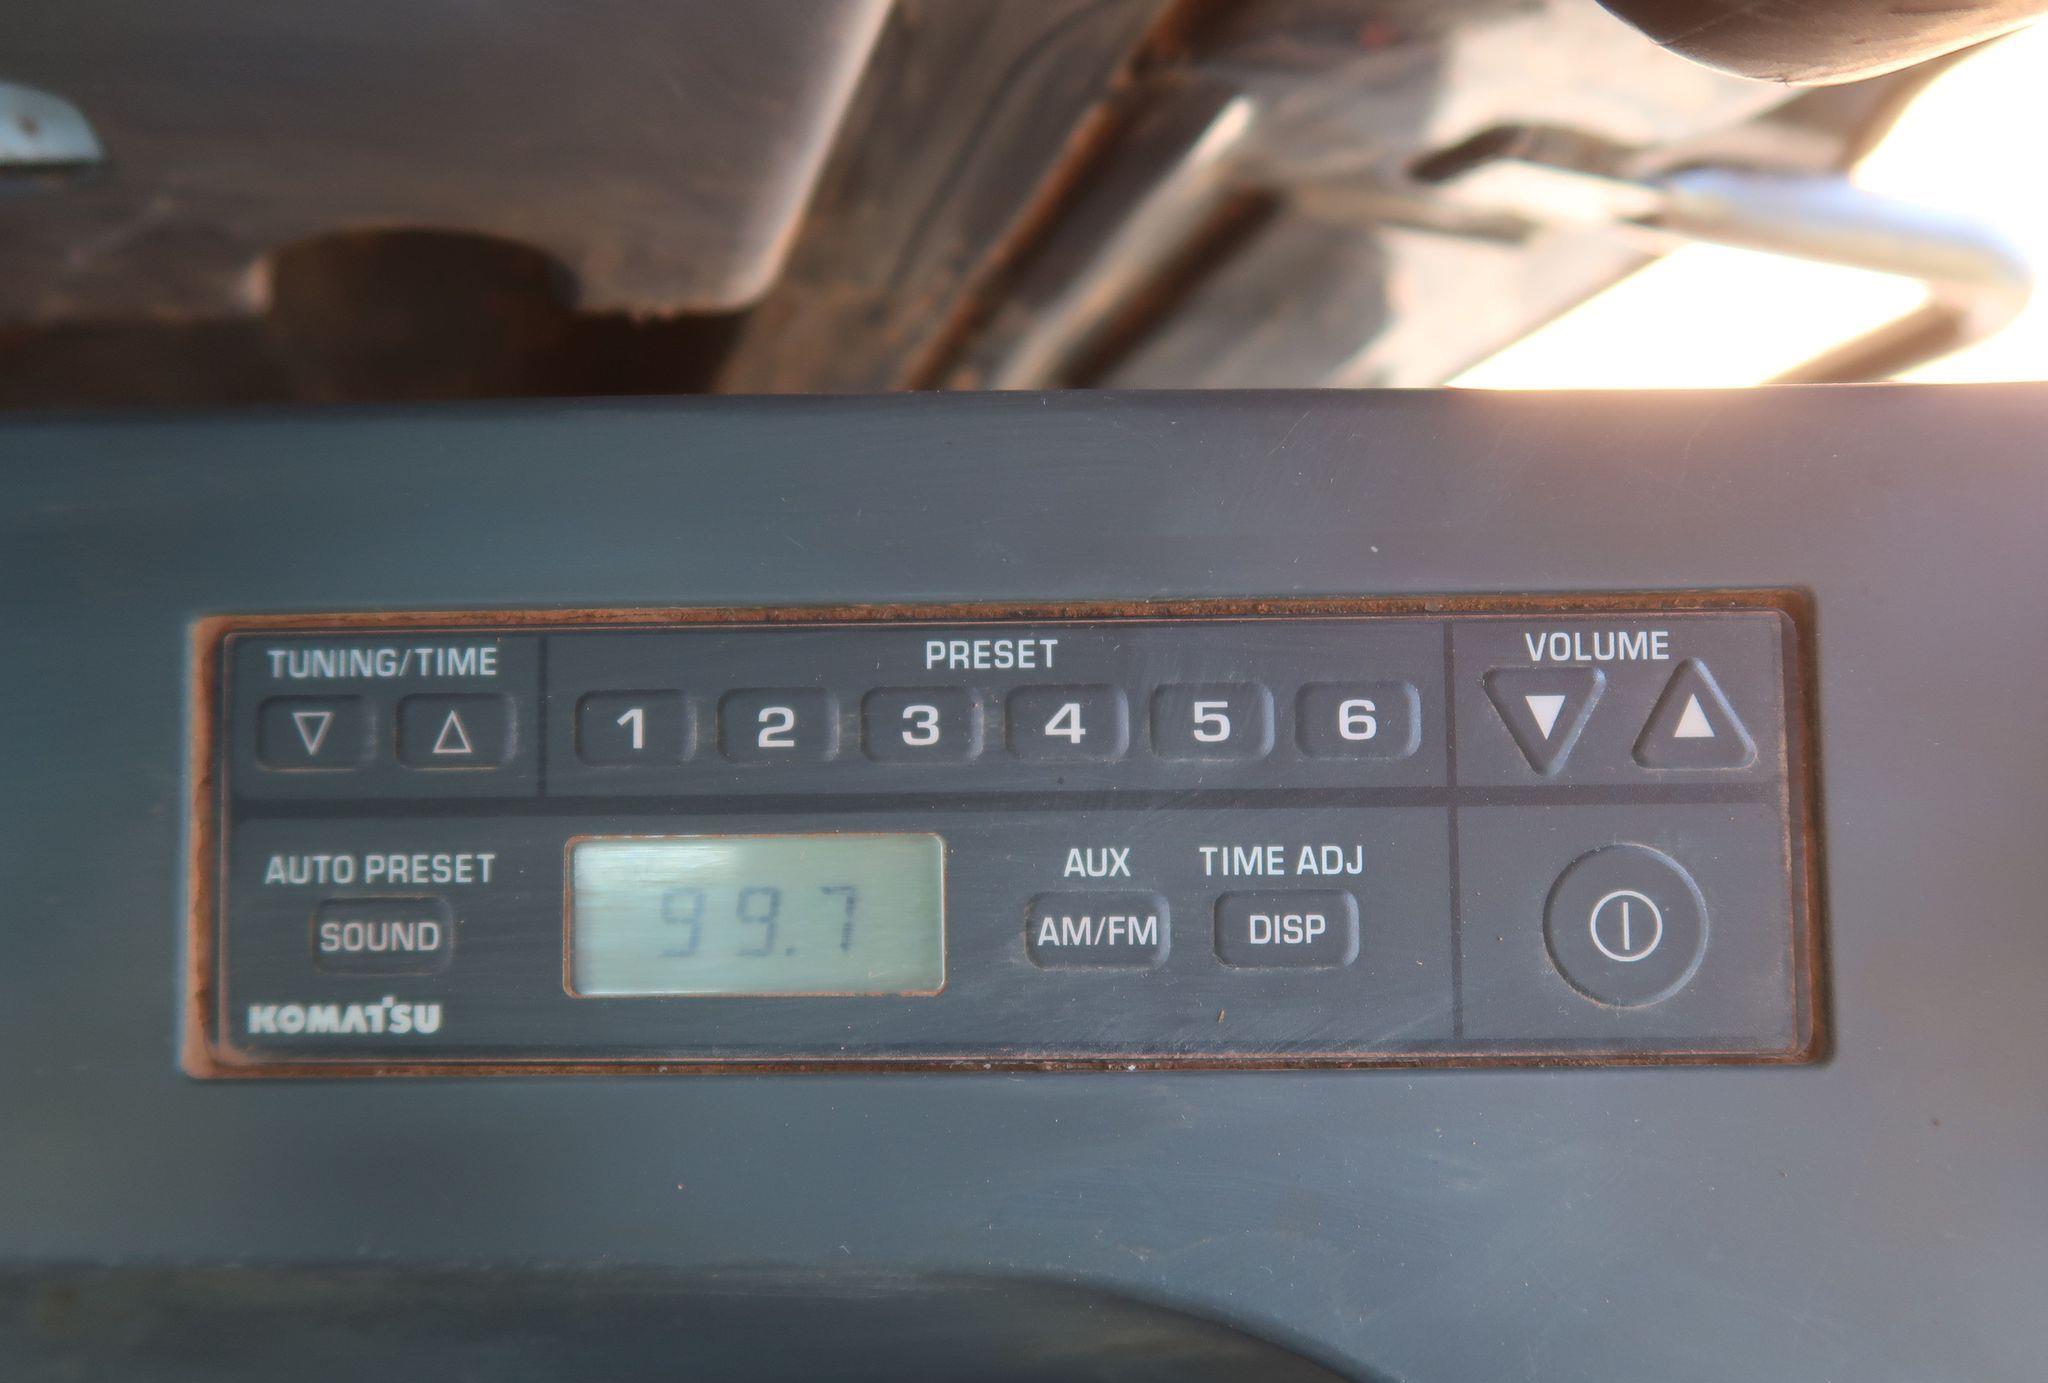 TUNING/TIME
PRESET
VOLUME
1 2 3 4 5 6
AUTO PRESET
SOUND
99.7
AUX
AM/FM
TIME ADJ
DISP
KOMATSU